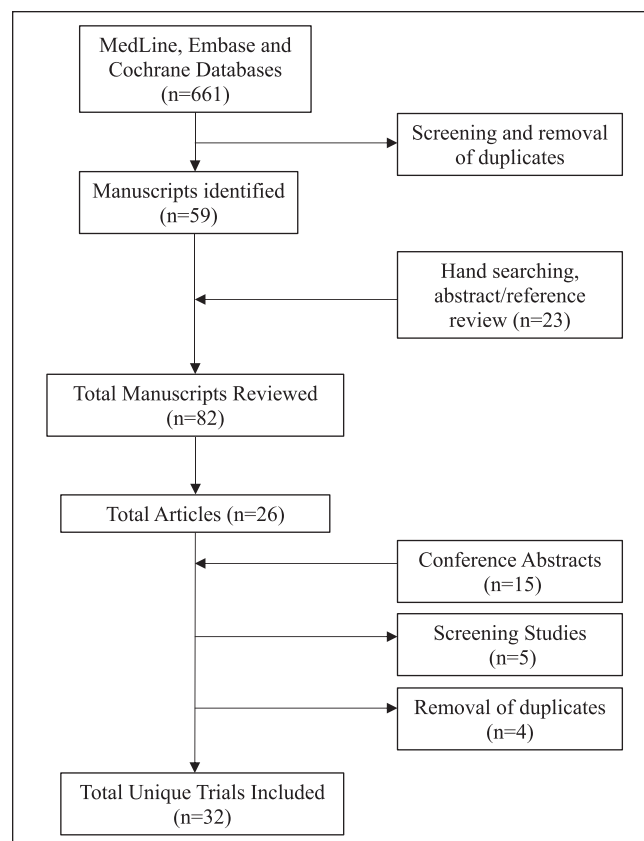 MedLine, Embase and
Cochrane Databases
(n=661)
Screening and removal
of duplicates
Manuscripts identified
(n=59)
Hand searching,
abstract/reference
review (n=23)
Total Manuscripts Reviewed
(n=82)
Total Articles (n=26)
Conference Abstracts
(n=15)
Screening Studies
(n=5)
Removal of duplicates
(n=4)
Total Unique Trials Included
(n=32)